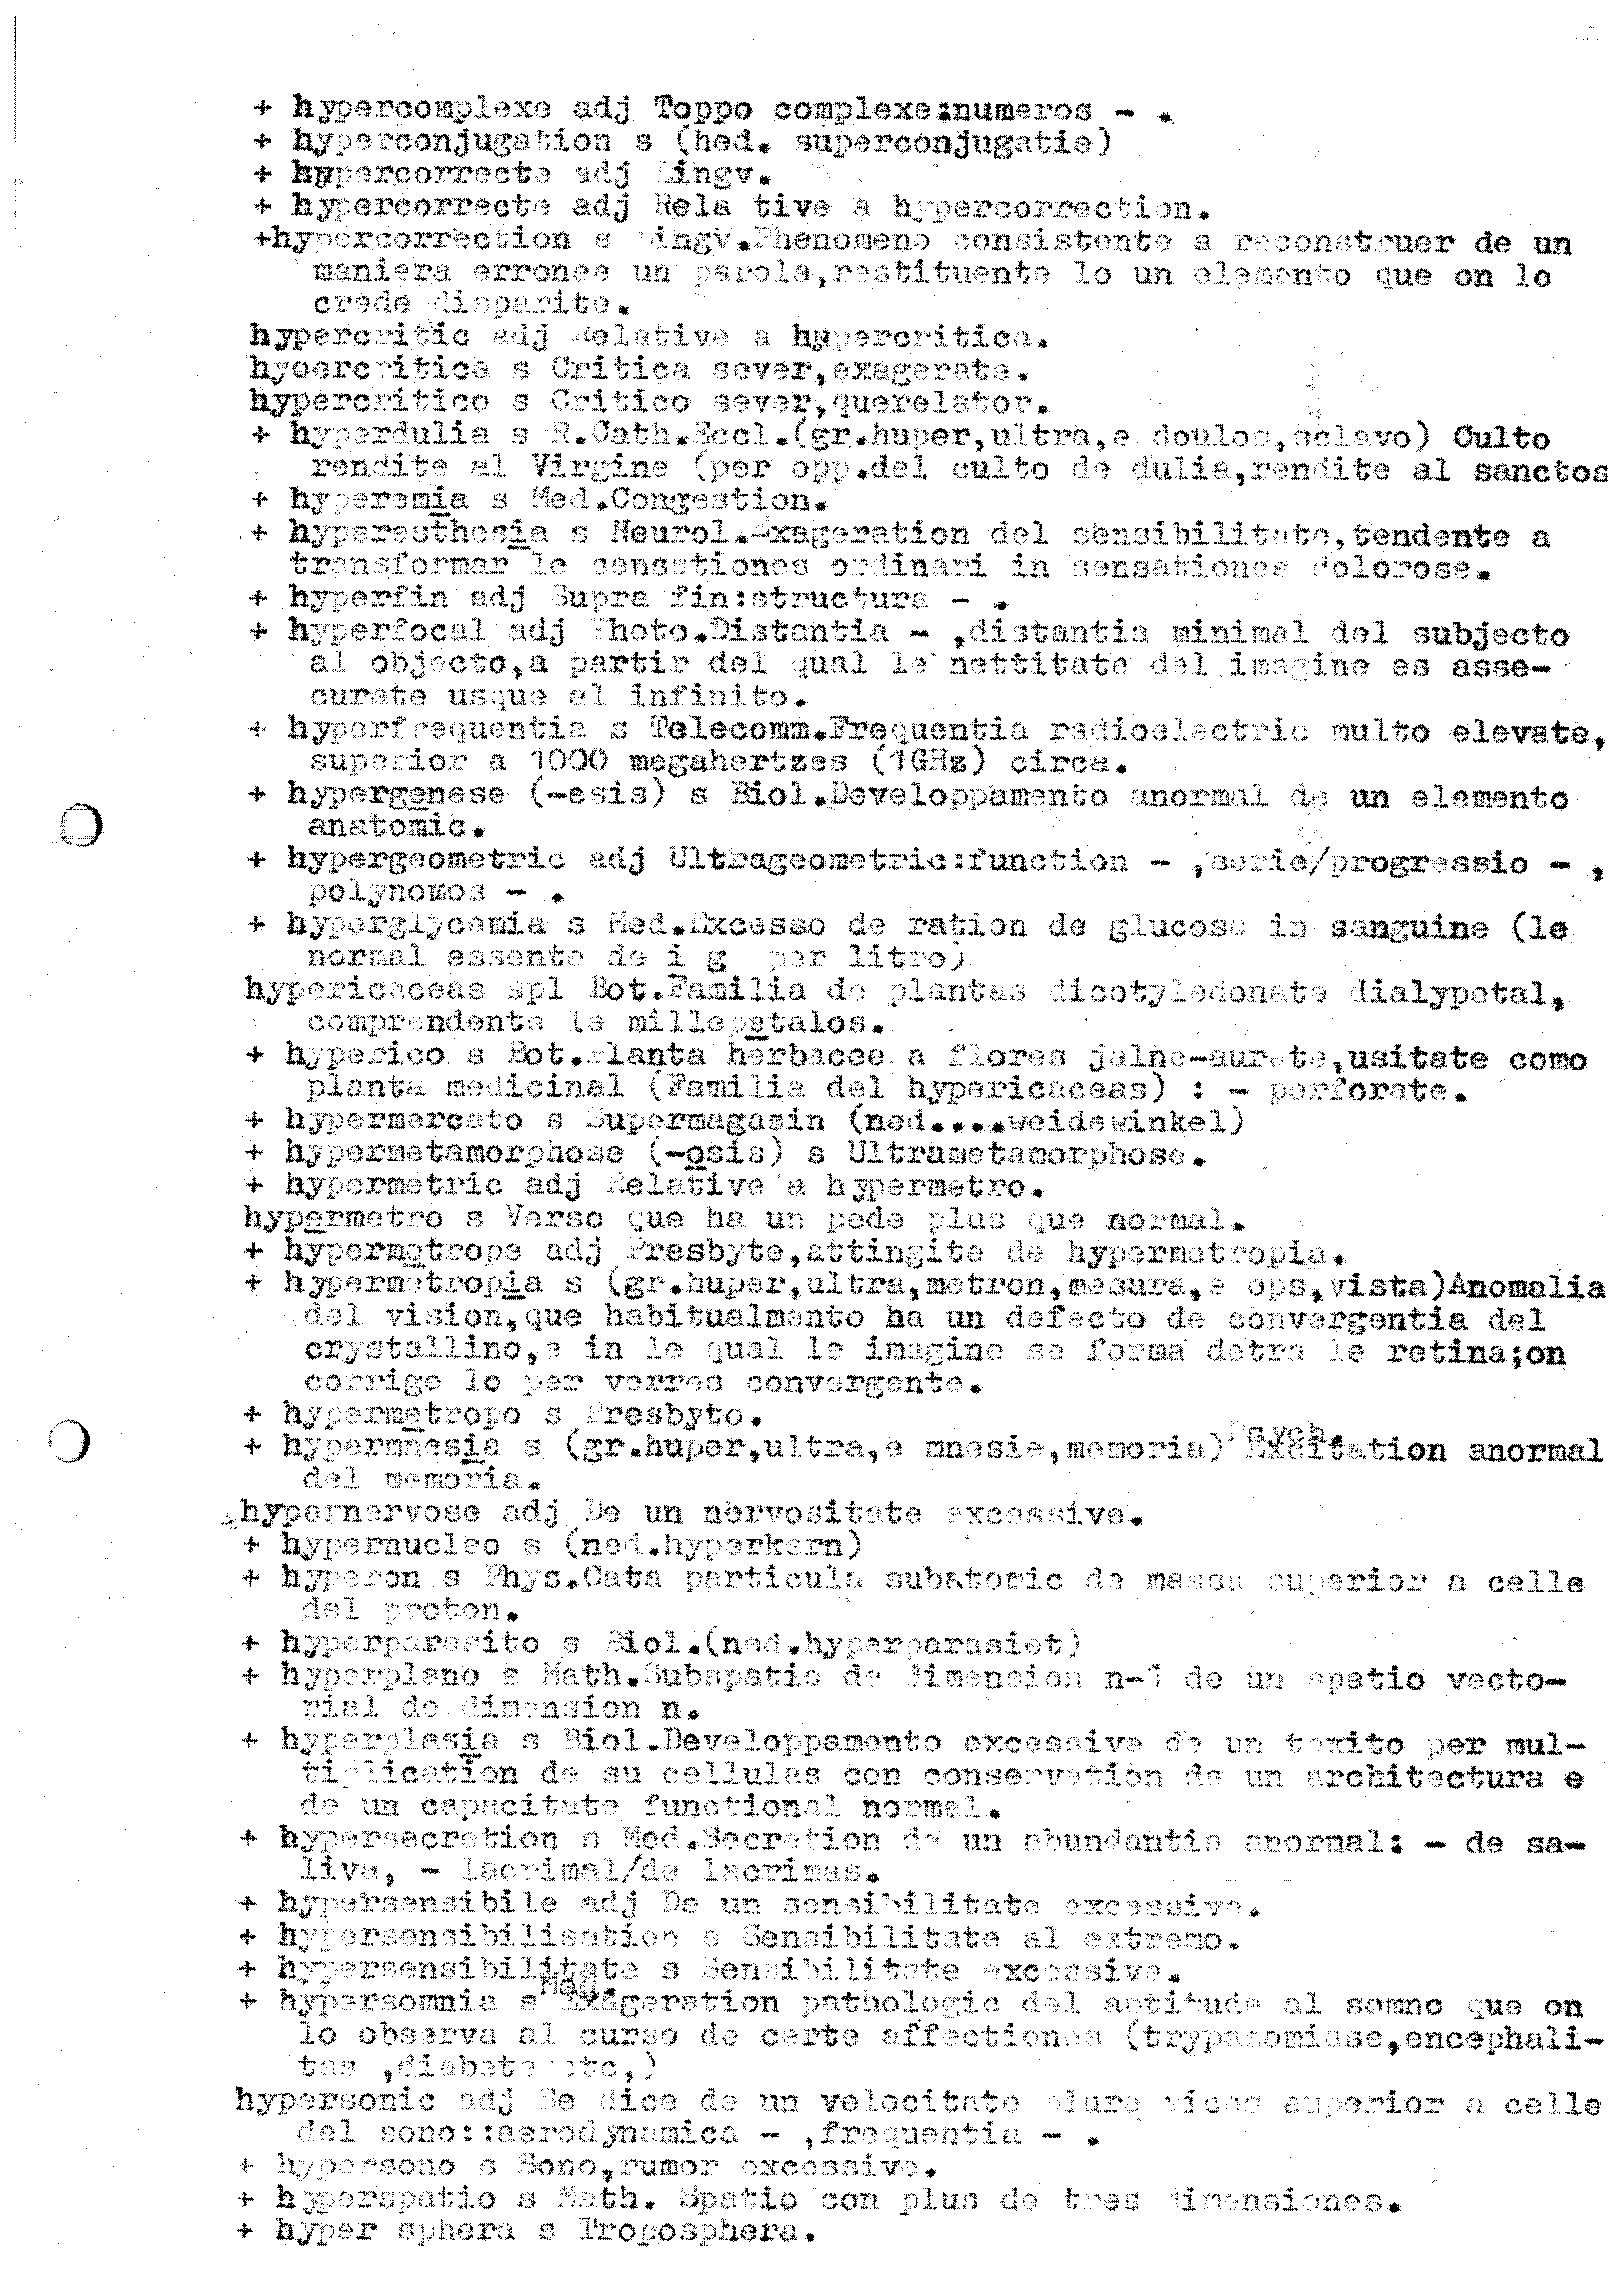 + hypercomplexe adj Toppo complexe:numeros - .
+ hyperconjugation s (hed. superconjugatie)
+ hypercorrecte adj Lingv.
+ hypercorrecte adj Rela tive a hypercorrection.
+hypercorrection s Lingv.Phenomeno consistente a reconstruer de un
maniera erronee un parola,restituente lo un elemento que on lo
crede disparite.
hypercritic adj Relative a hypercritica.
hyoercritica s Critica sever,exagerate.
hypercritico s Critico sever,querelator.
+ hyperdulia s R.Cath.Eccl.(gr.huper,ultra,e doulos,sclavo) Culto
rendite al Virgine (per opp.del culto de dulia,rendite al sanctos
+ hyperemia s Med.Congestion.
+ hyperesthesia s Neurol.Exageration del sensibilitate,tendente a
transformar le sensationes ordinari in sensationes dolorose.
+ hyperfin adj Supra fin:structura - .
+ hyperfocal adj Photo.Distantia - ,distantia minimal del subjecto
al objecto,a partir del qual le nettitate del imagine es asse-
curate usque al infinito.
+ hyperfrequentia s Telecomm.Frequentia radioelectric multo elevate,
superior a 1000 megahertzes (1GHz) circa.
+ hypergenese (-esis) s Biol.Developpamento anormal de un elemento
anatomic.
+ hypergeometric adj Ultrageometric:function - ,serie/progressio - ,
polynomos - .
+ hyperglycemia s Med.Excesso de ration de glucose in sanguine (le
normal essente de i g per litro)
hypericaceas spl Bot.Familia de plantas dicotyledonate dialypetal,
comprendente le millepetalos.
+ hyperico s Bot.Planta herbacee a flores jalne-aurate,usitate como
planta medicinal (Familia del hypericaceas) : - perforate.
+ hypermercato s Supermagasin (ned....weidewinkel)
+ hypermetamorphose (-osis) s Ultrametamorphose.
+ hypermetric adj Relative a hypermetro.
hypermetro s Verso que ha un pede plus que normal.
+ hypermetrope adj Presbyte,attingite de hypermetropia.
+ hypermetropia s (gr.huper,ultra,metron,mesura,e ops,vista)Anomalia
del vision,que habitualmente ha un defecto de convergentia del
crystallino,e in le qual le imagine se forma detra le retina;on
corrige lo per verres convergente.
+ hypermetropo s Presbyto.
+ hypermnesia s (gr.huper,ultra,e mnesie,memoria) Psych. Excitation anormal
del memoria.
hypernervose adj De un nervositate excessive.
+ hypernucleo s (ned.hyperkern)
+ hyperon s Phys.Cata particula subatomic de massa superior a celle
del proton.
+ hyperparasito s Biol.(ned.hyperparasiet)
+ hyperplano s Math.Subspatio de dimension n-1 de un spatio vecto-
rial de dimension n.
+ hyperplasia s Biol.Developpamento excessive de un texito per mul-
tiplication de su cellulas con conservation de un architectura e
de un capacitate functional normal.
+ hypersecretion s Med.Secretion de un abundantia anormal: - de sa-
liva, - lacrimal/de lacrimas.
+ hypersensibile adj De un sensibilitate excessive.
+ hypersensibilisation s Sensibilitate al extremo.
+ hypersensibilitate s Sensibilitate excessive.
+ hypersomnia s Med. Exageration pathologic del aptitude al somno que on
lo observa al curso de certe affectiones (trypanomiase,encephali-
tes ,diabete etc,)
hypersonic adj Se dice de un velocitate plure vices superior a celle
del sono::aerodynamica - ,frequentia - .
+ hypersono s Sono,rumor excessive.
+ hyperspatio s Math. Spatio con plus de tres dimensiones.
+ hyper sphera s Troposphera.